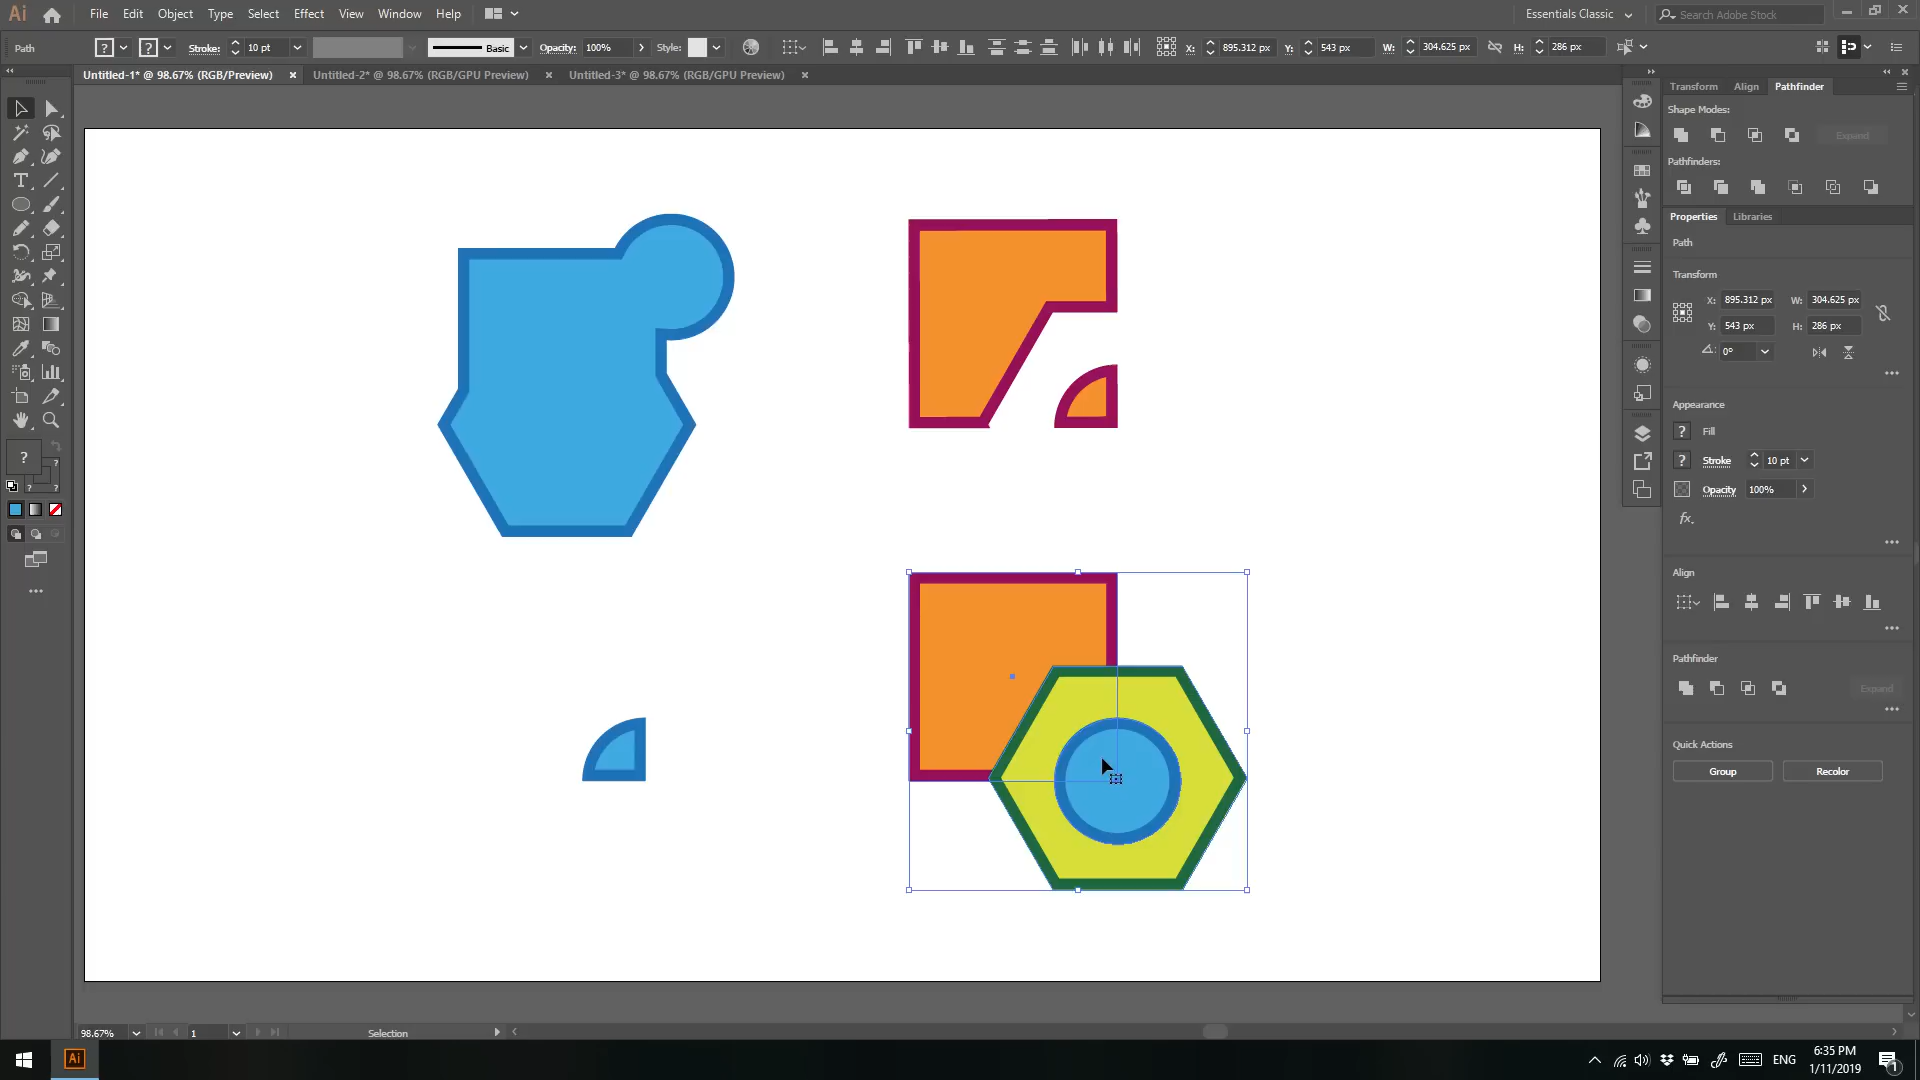 Ai File Edit Object Type Select Effect View Window Help Essentials Classic Search Adobe Stock
Path ? ? Stroke: 10 pt Basic Opacity: 100% Style: X: 895.312 px Y: 543 px W: 304.625 px H: 286 px
Untitled-1* @ 98.67% (RGB/Preview) × Untitled-2* @ 98.67% (RGB/GPU Preview) × Untitled-3* @ 98.67% (RGB/GPU Preview) ×
Transform Align Pathfinder
Shape Modes:
Expand
Pathfinders:
Properties Libraries
Path
Transform
X: 895.312 px W: 304.625 px
Y: 543 px H: 286 px
0°
Appearance
? Fill
? Stroke 10 pt
Opacity 100%
fx.
Align
Pathfinder
Expand
Quick Actions
Group Recolor
T
?
?
? ?
98.67% 1 Selection
Ai ENG 6:35 PM
1/11/2019
1